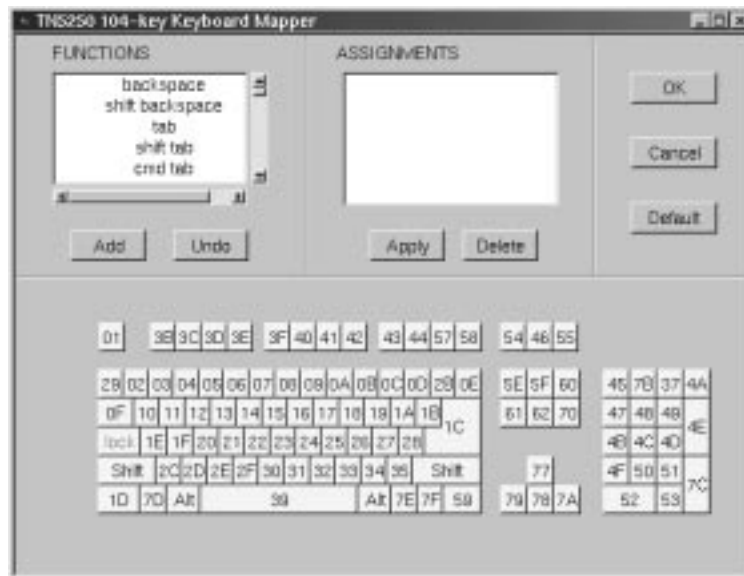 TN5250 104-key Keyboard Mapper
FUNCTIONS
backspace
shift backspace
tab
shift tab
cmd tab
Add Undo
ASSIGNMENTS
Apply Delete
OK
Cancel
Default
01 3B 3C 3D 3E 3F 40 41 42 43 44 57 58 54 46 55
29 02 03 04 05 06 07 08 09 0A 0B 0C 0D 2B 0E 5E 5F 60 45 7B 37 4A
0F 10 11 12 13 14 15 16 17 18 19 1A 1B 1C 61 62 70 47 48 49 4E
lock 1E 1F 20 21 22 23 24 25 26 27 28 4B 4C 4D
Shift 2C 2D 2E 2F 30 31 32 33 34 35 Shift 77 4F 50 51 7C
1D 7D Alt 39 Alt 7E 7F 59 79 78 7A 52 53